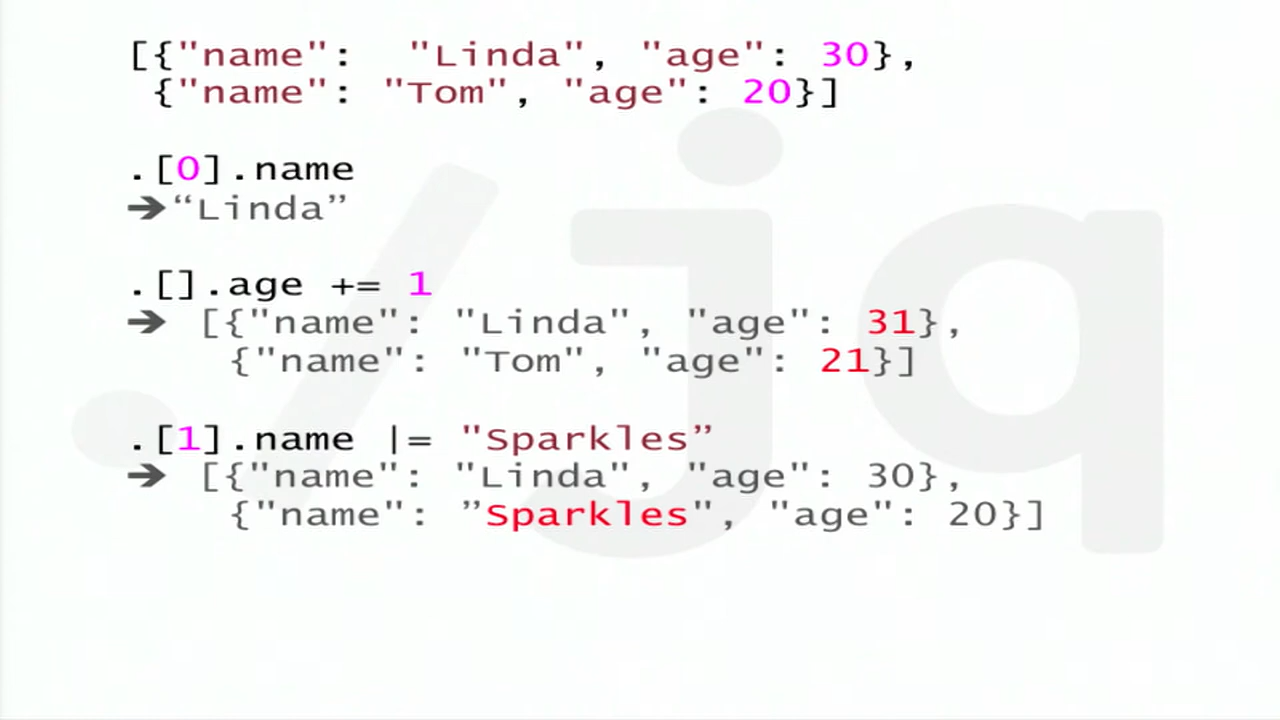 [{"name":  "Linda", "age": 30},
{"name": "Tom", "age": 20}]
.[0].name
➔“Linda”
.[].age += 1
➔ [{"name": "Linda", "age": 31},
{"name": "Tom", "age": 21}]
.[1].name |= "Sparkles”
➔ [{"name": "Linda", "age": 30},
{"name": ”Sparkles", "age": 20}]
./jq